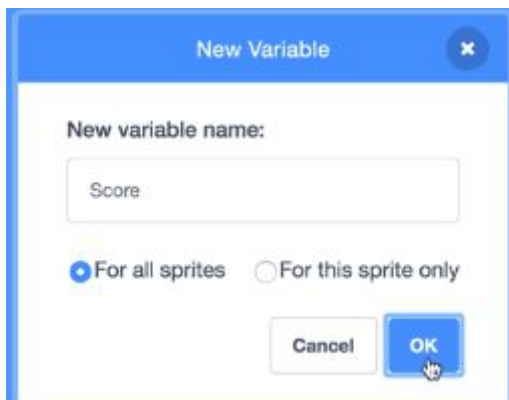 New Variable
New variable name:
Score
For all sprites For this sprite only
Cancel OK